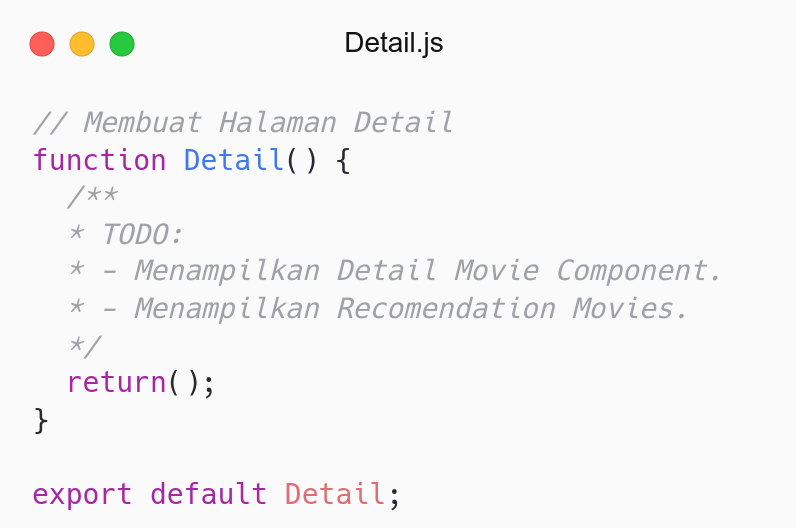 Detail.js
// Membuat Halaman Detail
function Detail() {
  /**
  * TODO:
  * - Menampilkan Detail Movie Component.
  * - Menampilkan Recomendation Movies.
  */
  return();
}
export default Detail;